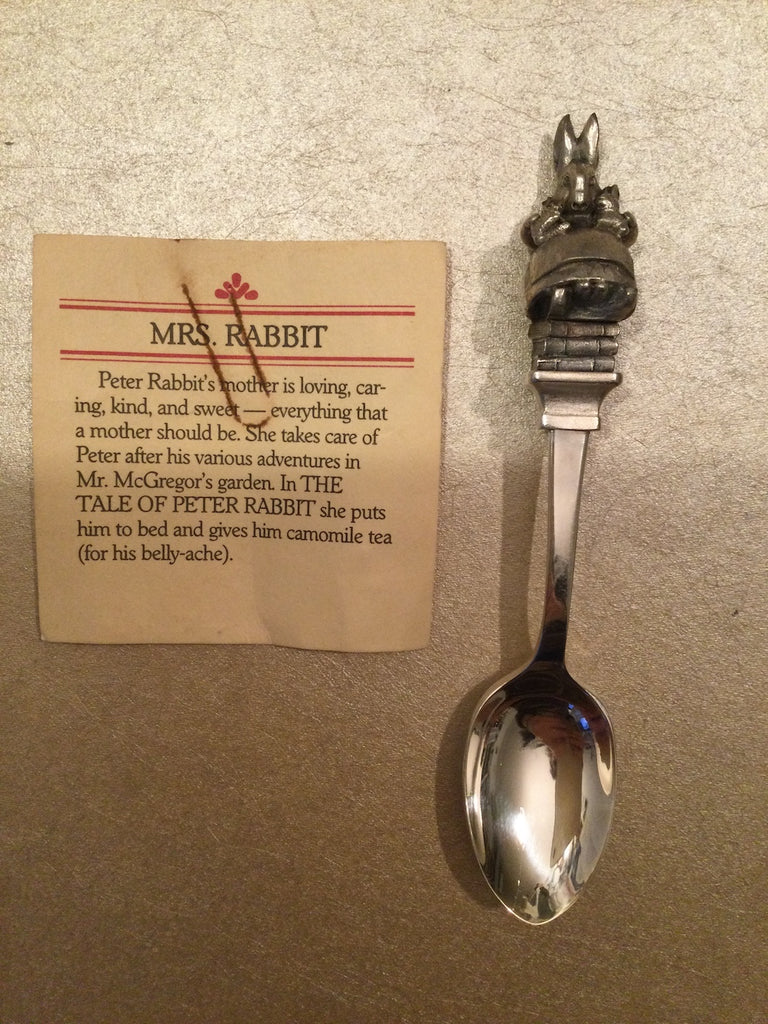 MRS. RABBIT
Peter Rabbit's mother is loving, car-
ing, kind, and sweet — everything that
a mother should be. She takes care of
Peter after his various adventures in
Mr. McGregor's garden. In THE
TALE OF PETER RABBIT she puts
him to bed and gives him camomile tea
(for his belly-ache).